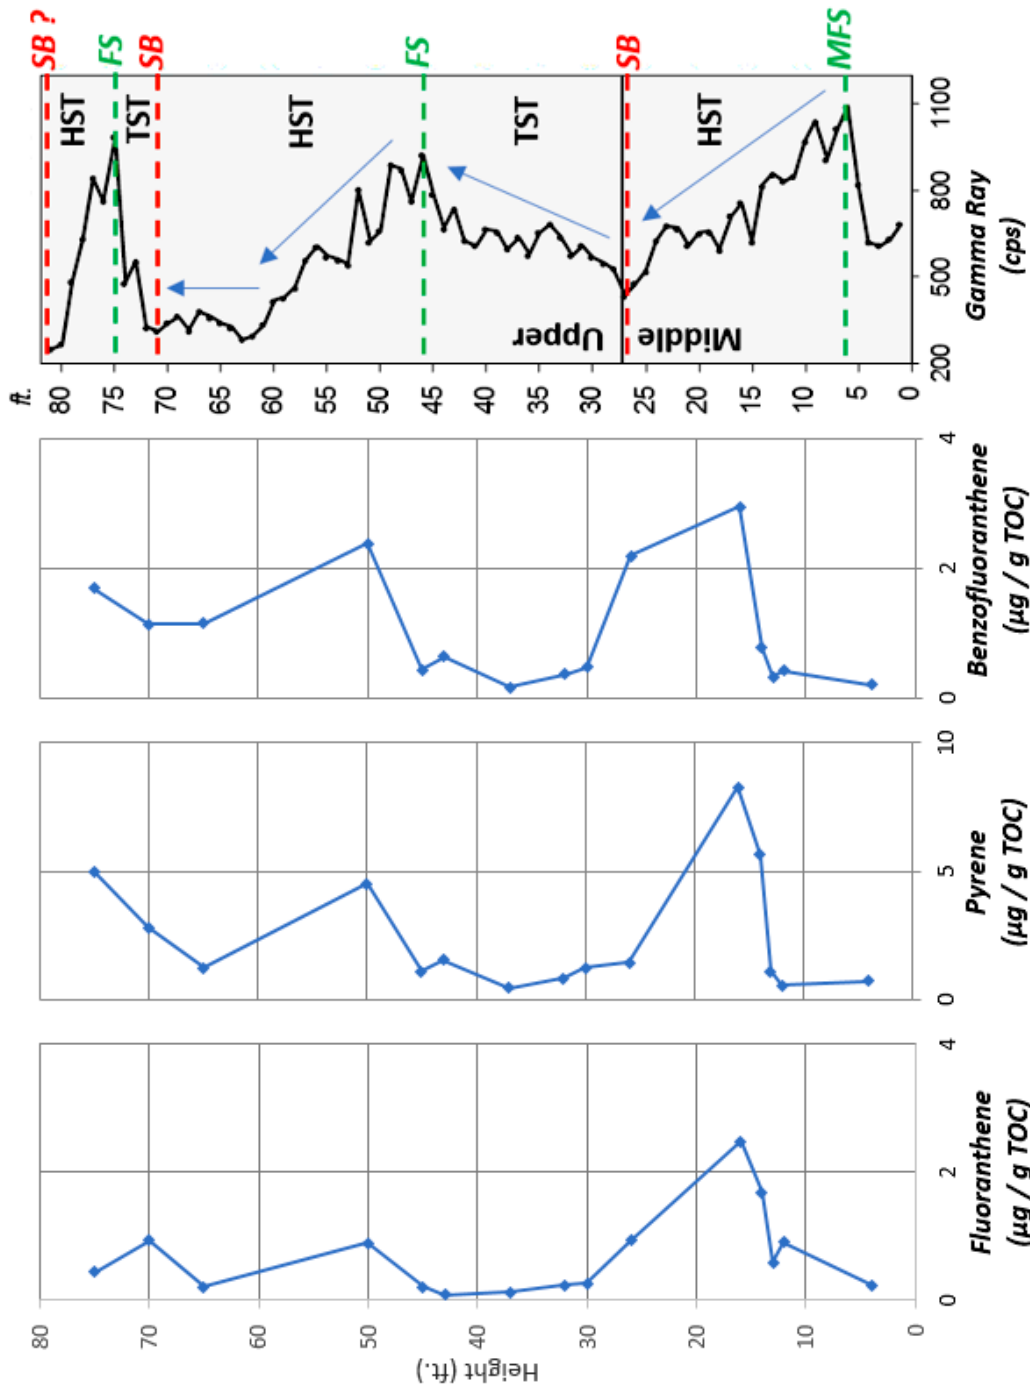 SB ?
FS
SB
FS
SB
MFS
HST
TST
HST
TST
HST
Upper
Middle
ft.
80
75
70
65
60
55
50
45
40
35
30
25
20
15
10
5
0
200
500
800
1100
Gamma Ray
(cps)
0
2
4
Benzofluoranthene
(µg / g TOC)
0
5
10
Pyrene
(µg / g TOC)
0
2
4
Fluoranthene
(µg / g TOC)
80
70
60
50
40
30
20
10
0
Height (ft.)